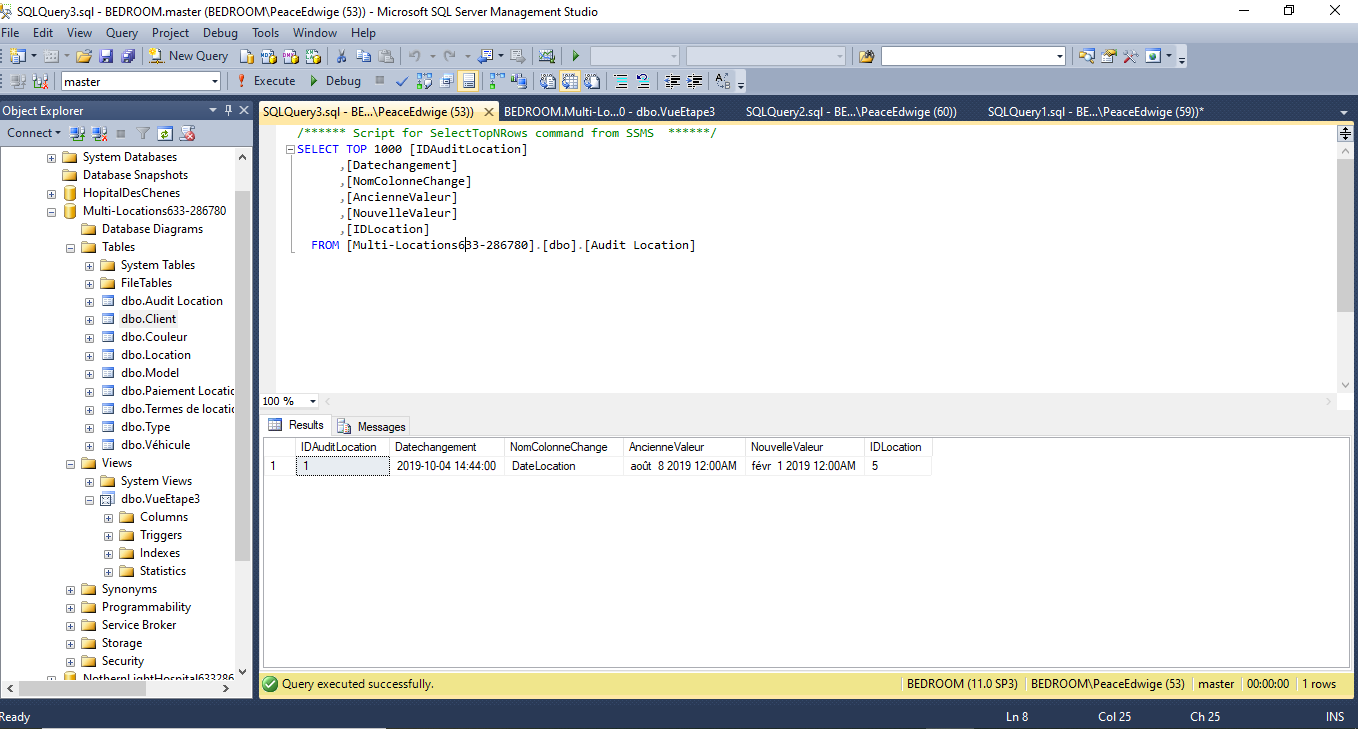 SQLQuery3.sql - BEDROOM.master (BEDROOM\PeaceEdwige (53)) - Microsoft SQL Server Management Studio
File Edit View Query Project Debug Tools Window Help
New Query
master Execute Debug
Object Explorer
Connect
System Databases
Database Snapshots
HopitalDesChenes
Multi-Locations633-286780
Database Diagrams
Tables
System Tables
FileTables
dbo.Audit Location
dbo.Client
dbo.Couleur
dbo.Location
dbo.Model
dbo.Paiement Locatic
dbo.Termes de locatic
dbo.Type
dbo.Véhicule
Views
System Views
dbo.VueEtape3
Columns
Triggers
Indexes
Statistics
Synonyms
Programmability
Service Broker
Storage
Security
NothernLightHospital633286
SQLQuery3.sql - BE...\PeaceEdwige (53)) BEDROOM.Multi-Lo...0 - dbo.VueEtape3 SQLQuery2.sql - BE...\PeaceEdwige (60)) SQLQuery1.sql - BE...\PeaceEdwige (59))*
/****** Script for SelectTopNRows command from SSMS ******/
SELECT TOP 1000 [IDAuditLocation]
,[Datechangement]
,[NomColonneChange]
,[AncienneValeur]
,[NouvelleValeur]
,[IDLocation]
FROM [Multi-Locations633-286780].[dbo].[Audit Location]
100 %
Results Messages
IDAuditLocation Datechangement NomColonneChange AncienneValeur NouvelleValeur IDLocation
1 1 2019-10-04 14:44:00 DateLocation août 8 2019 12:00AM févr 1 2019 12:00AM 5
Query executed successfully. BEDROOM (11.0 SP3) BEDROOM\PeaceEdwige (53) master 00:00:00 1 rows
Ready Ln 8 Col 25 Ch 25 INS